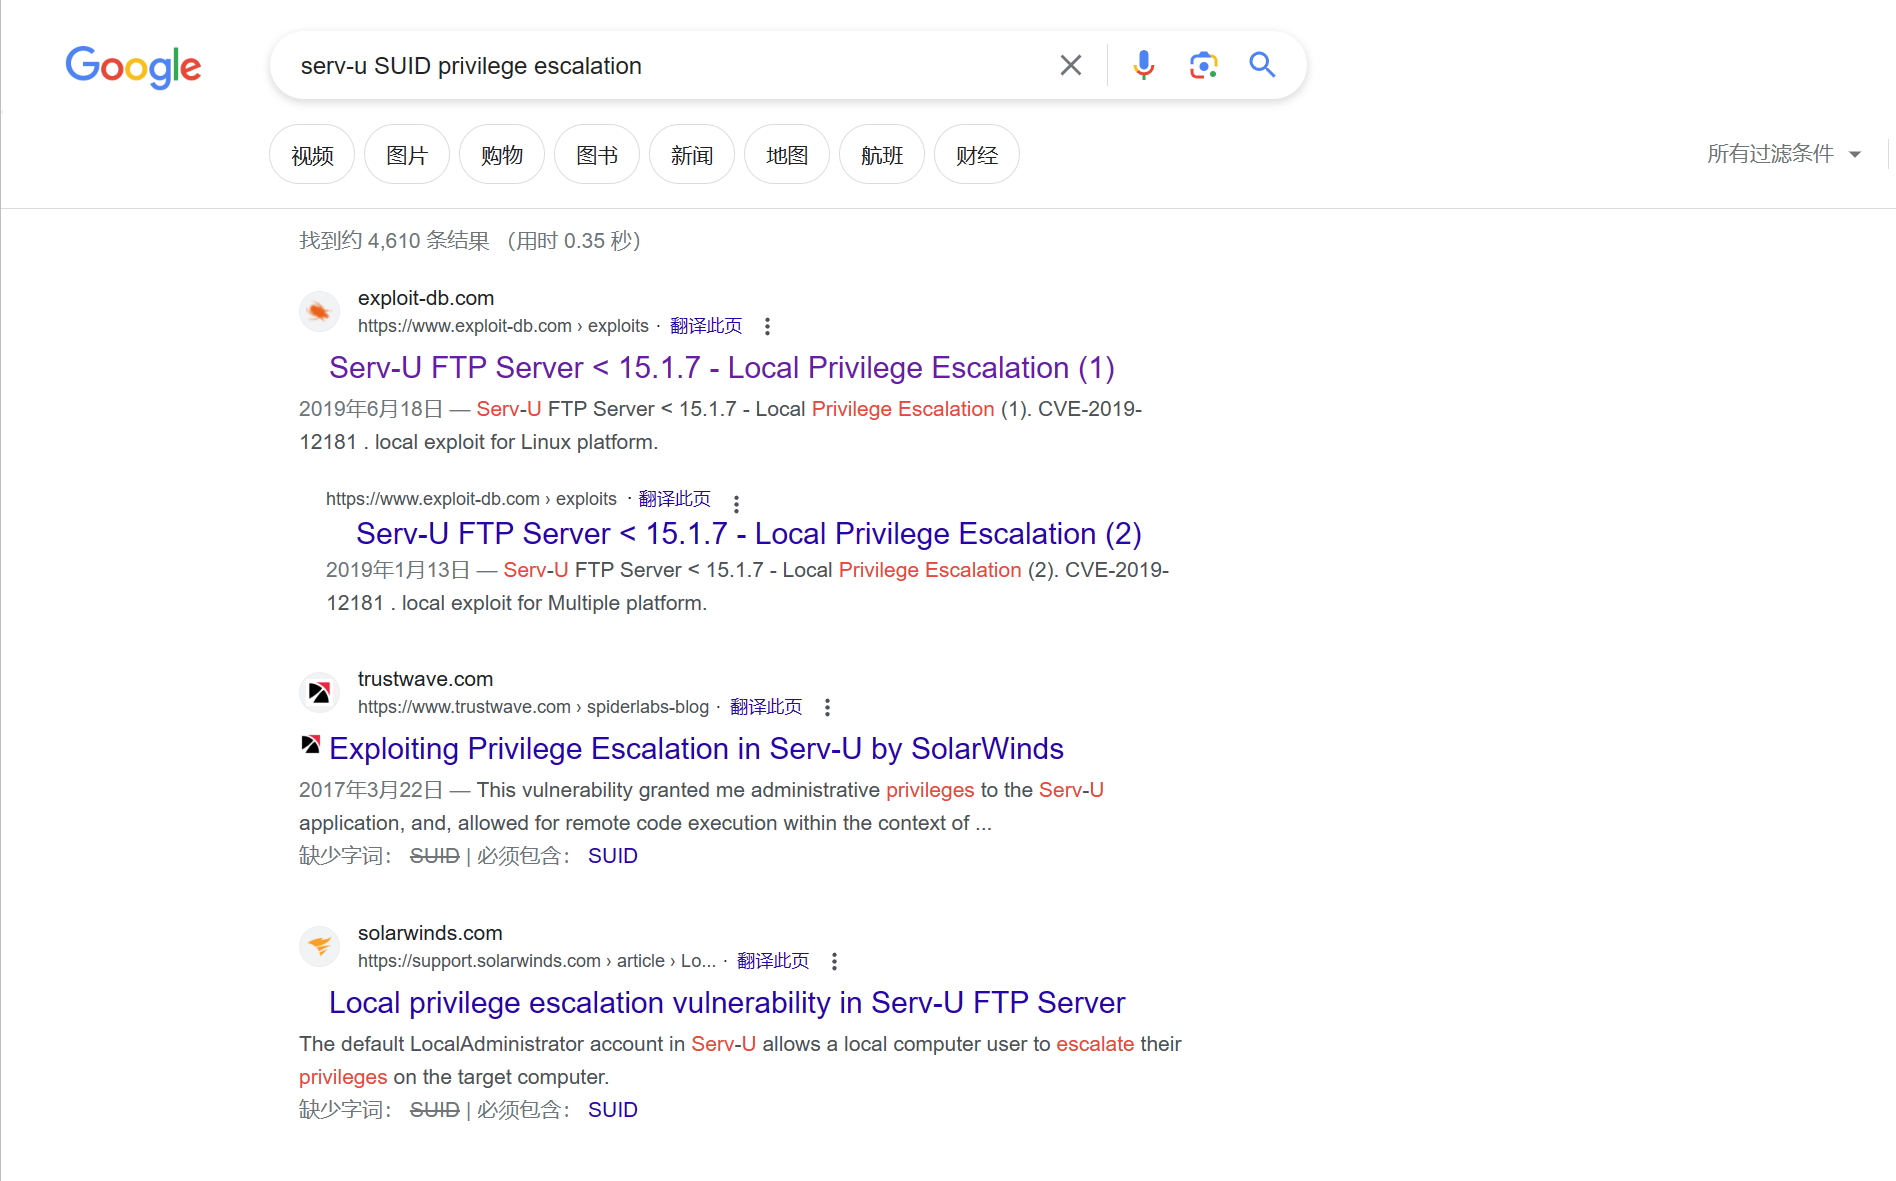 Google
serv-u SUID privilege escalation
视频 图片 购物 图书 新闻 地图 航班 财经
所有过滤条件
找到约 4,610 条结果 （用时 0.35 秒）
exploit-db.com
https://www.exploit-db.com › exploits · 翻译此页
Serv-U FTP Server < 15.1.7 - Local Privilege Escalation (1)
2019年6月18日 — Serv-U FTP Server < 15.1.7 - Local Privilege Escalation (1). CVE-2019-
12181 . local exploit for Linux platform.
https://www.exploit-db.com › exploits · 翻译此页
Serv-U FTP Server < 15.1.7 - Local Privilege Escalation (2)
2019年1月13日 — Serv-U FTP Server < 15.1.7 - Local Privilege Escalation (2). CVE-2019-
12181 . local exploit for Multiple platform.
trustwave.com
https://www.trustwave.com › spiderlabs-blog · 翻译此页
Exploiting Privilege Escalation in Serv-U by SolarWinds
2017年3月22日 — This vulnerability granted me administrative privileges to the Serv-U
application, and, allowed for remote code execution within the context of ...
缺少字词： SUID | 必须包含： SUID
solarwinds.com
https://support.solarwinds.com › article › Lo... · 翻译此页
Local privilege escalation vulnerability in Serv-U FTP Server
The default LocalAdministrator account in Serv-U allows a local computer user to escalate their
privileges on the target computer.
缺少字词： SUID | 必须包含： SUID